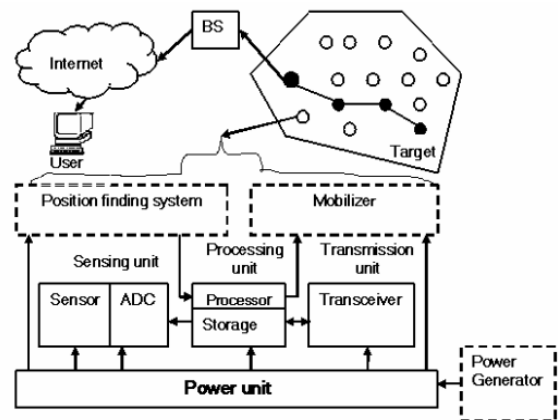 BS
Internet
User
Target
Position finding system
Mobilizer
Sensing unit
Processing
unit
Transmission
unit
Sensor
ADC
Processor
Storage
Transceiver
Power unit
Power
Generator